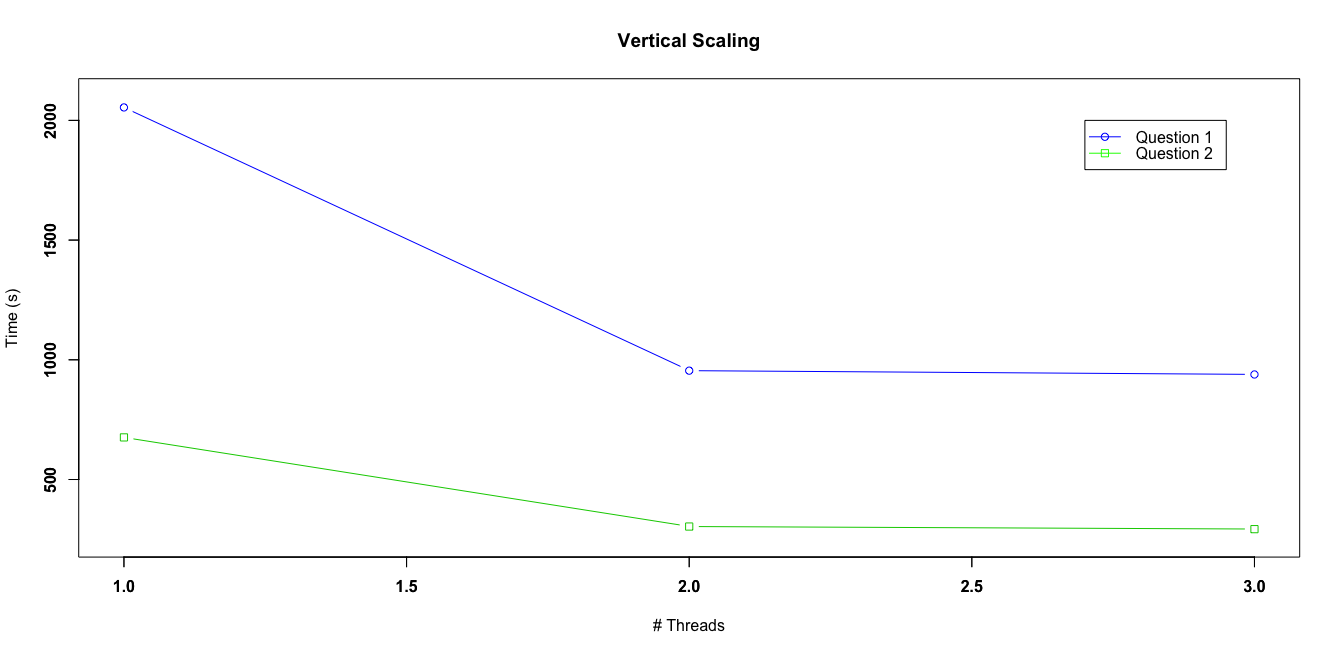 Vertical Scaling
Time (s)
2000
1500
1000
500
Question 1
Question 2
1.0 1.5 2.0 2.5 3.0
# Threads